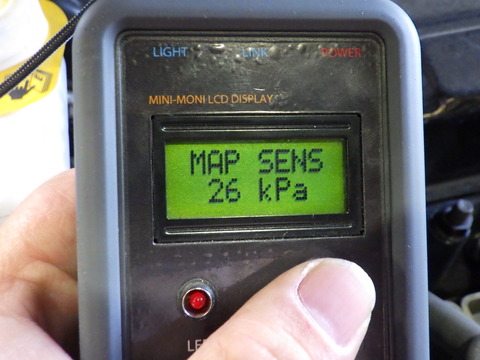 LIGHT LINK POWER
MINI-MONI LCD DISPLAY
MAP SENS
26 kPa